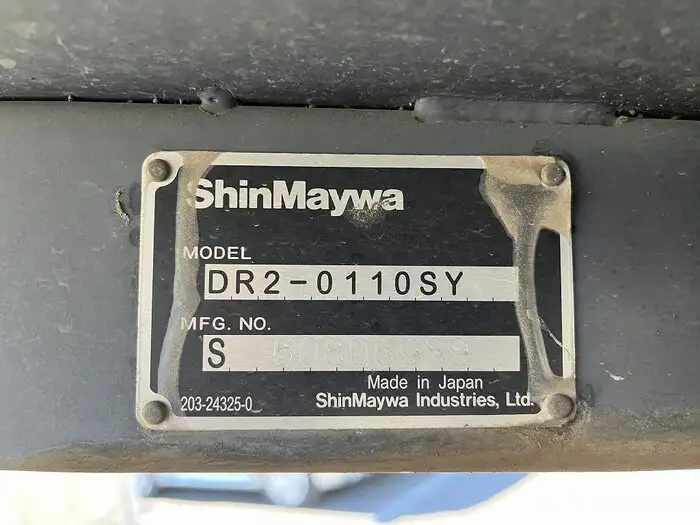 ShinMaywa
MODEL
DR2-0110SY
MFG. NO.
S
Made in Japan
203-24325-0 ShinMaywa Industries, Ltd.